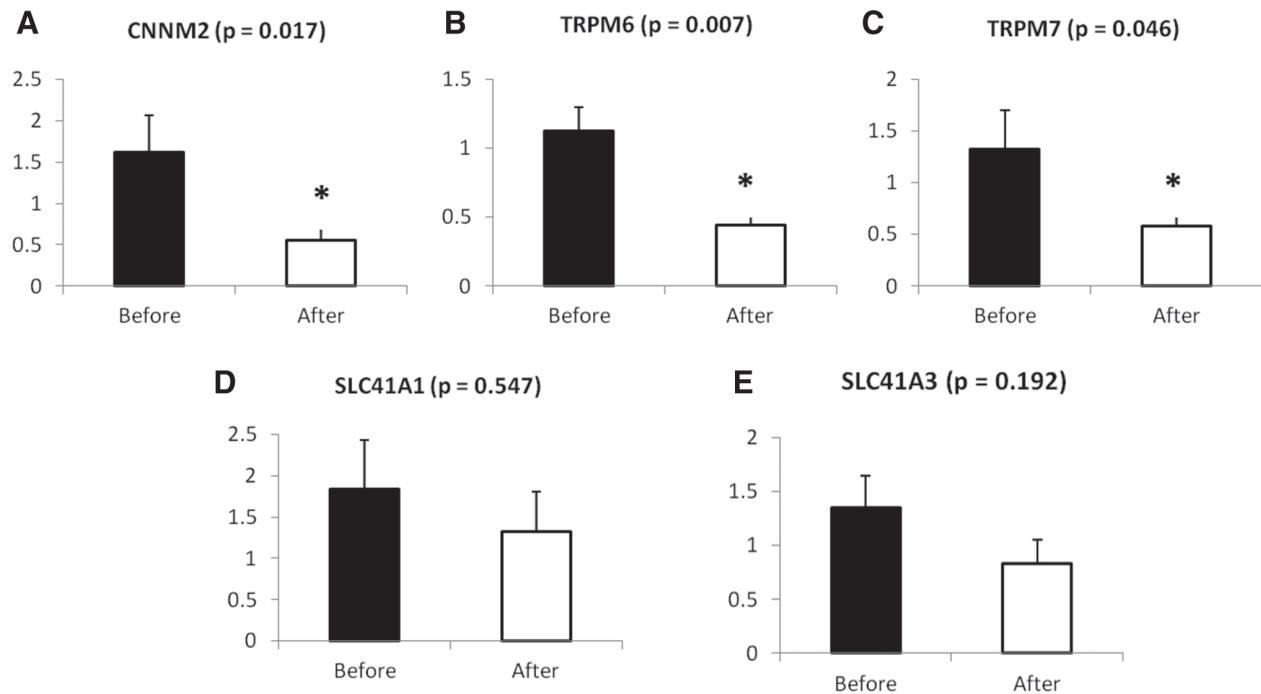 A
CNNM2 (p = 0.017)
2.5
2
1.5
1
0.5
0
*
Before After
B
TRPM6 (p = 0.007)
1.5
1
0.5
0
*
Before After
C
TRPM7 (p = 0.046)
2
1.5
1
0.5
0
*
Before After
D
SLC41A1 (p = 0.547)
2.5
2
1.5
1
0.5
0
Before After
E
SLC41A3 (p = 0.192)
2
1.5
1
0.5
0
Before After